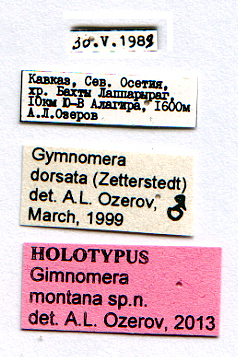 30.V.1989
Кавказ, Сев. Осетия,
хр. Бахты Лаппарыраг,
10км Ю-В Алагира, 1600м
А.Л.Озеров
Gymnomera
dorsata (Zetterstedt)
det. A.L. Ozerov, ♂
March, 1999
HOLOTYPUS
Gimnomera
montana sp.n.
det. A.L. Ozerov, 2013